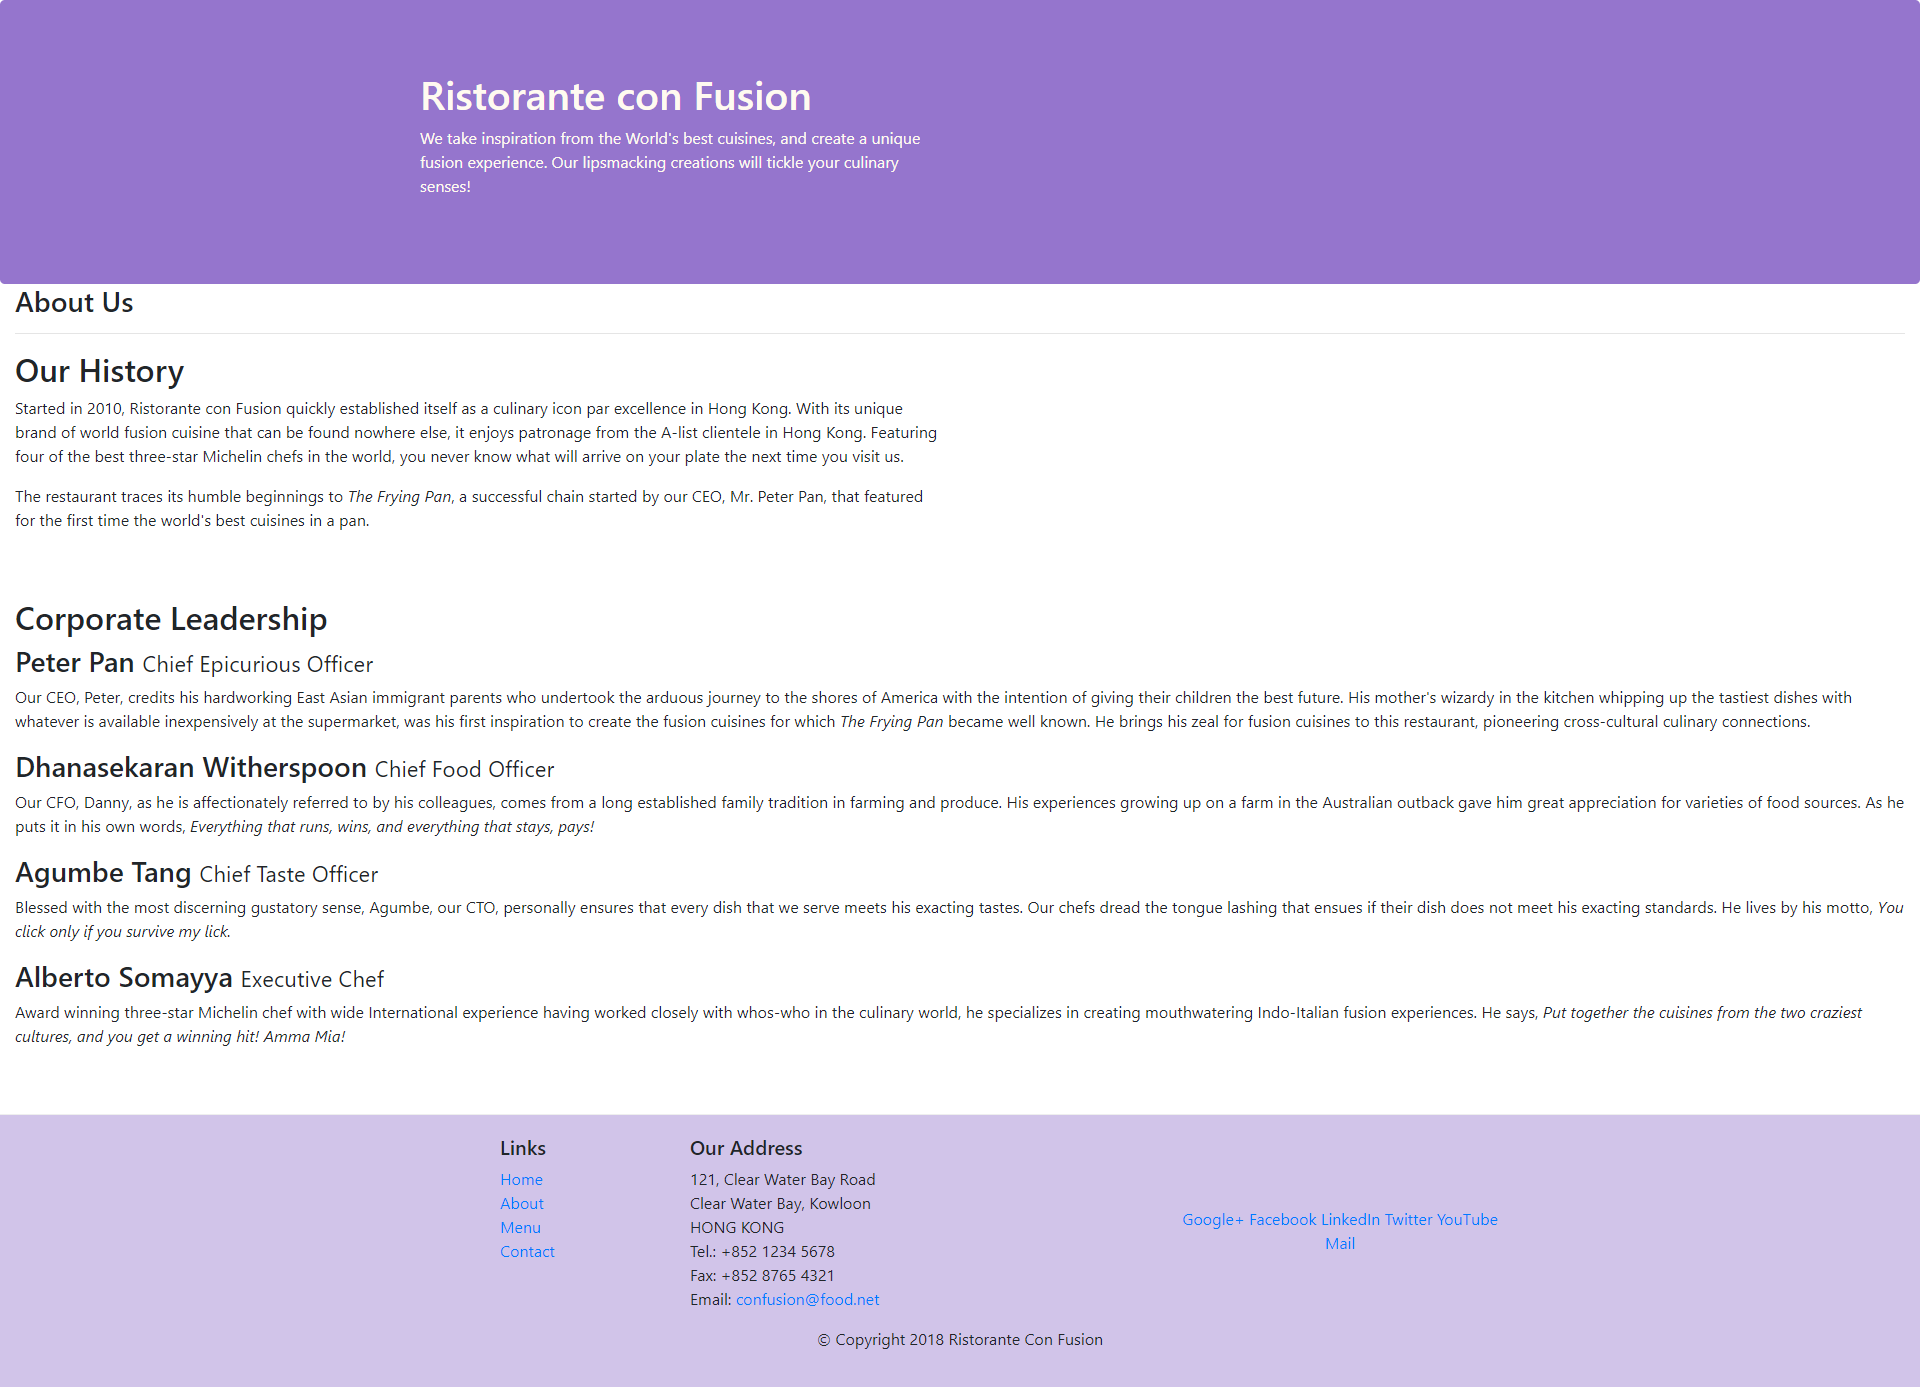 Ristorante con Fusion
We take inspiration from the World's best cuisines, and create a unique
fusion experience. Our lipsmacking creations will tickle your culinary
senses!
About Us
Our History
Started in 2010, Ristorante con Fusion quickly established itself as a culinary icon par excellence in Hong Kong. With its unique
brand of world fusion cuisine that can be found nowhere else, it enjoys patronage from the A-list clientele in Hong Kong. Featuring
four of the best three-star Michelin chefs in the world, you never know what will arrive on your plate the next time you visit us.
The restaurant traces its humble beginnings to The Frying Pan, a successful chain started by our CEO, Mr. Peter Pan, that featured
for the first time the world's best cuisines in a pan.
Corporate Leadership
Peter Pan Chief Epicurious Officer
Our CEO, Peter, credits his hardworking East Asian immigrant parents who undertook the arduous journey to the shores of America with the intention of giving their children the best future. His mother's wizardy in the kitchen whipping up the tastiest dishes with
whatever is available inexpensively at the supermarket, was his first inspiration to create the fusion cuisines for which The Frying Pan became well known. He brings his zeal for fusion cuisines to this restaurant, pioneering cross-cultural culinary connections.
Dhanasekaran Witherspoon Chief Food Officer
Our CFO, Danny, as he is affectionately referred to by his colleagues, comes from a long established family tradition in farming and produce. His experiences growing up on a farm in the Australian outback gave him great appreciation for varieties of food sources. As he
puts it in his own words, Everything that runs, wins, and everything that stays, pays!
Agumbe Tang Chief Taste Officer
Blessed with the most discerning gustatory sense, Agumbe, our CTO, personally ensures that every dish that we serve meets his exacting tastes. Our chefs dread the tongue lashing that ensues if their dish does not meet his exacting standards. He lives by his motto, You
click only if you survive my lick.
Alberto Somayya Executive Chef
Award winning three-star Michelin chef with wide International experience having worked closely with whos-who in the culinary world, he specializes in creating mouthwatering Indo-Italian fusion experiences. He says, Put together the cuisines from the two craziest
cultures, and you get a winning hit! Amma Mia!
Links
Home
About
Menu
Contact
Our Address
121, Clear Water Bay Road
Clear Water Bay, Kowloon
HONG KONG
Tel.: +852 1234 5678
Fax: +852 8765 4321
Email: confusion@food.net
Google+ Facebook LinkedIn Twitter YouTube
Mail
© Copyright 2018 Ristorante Con Fusion